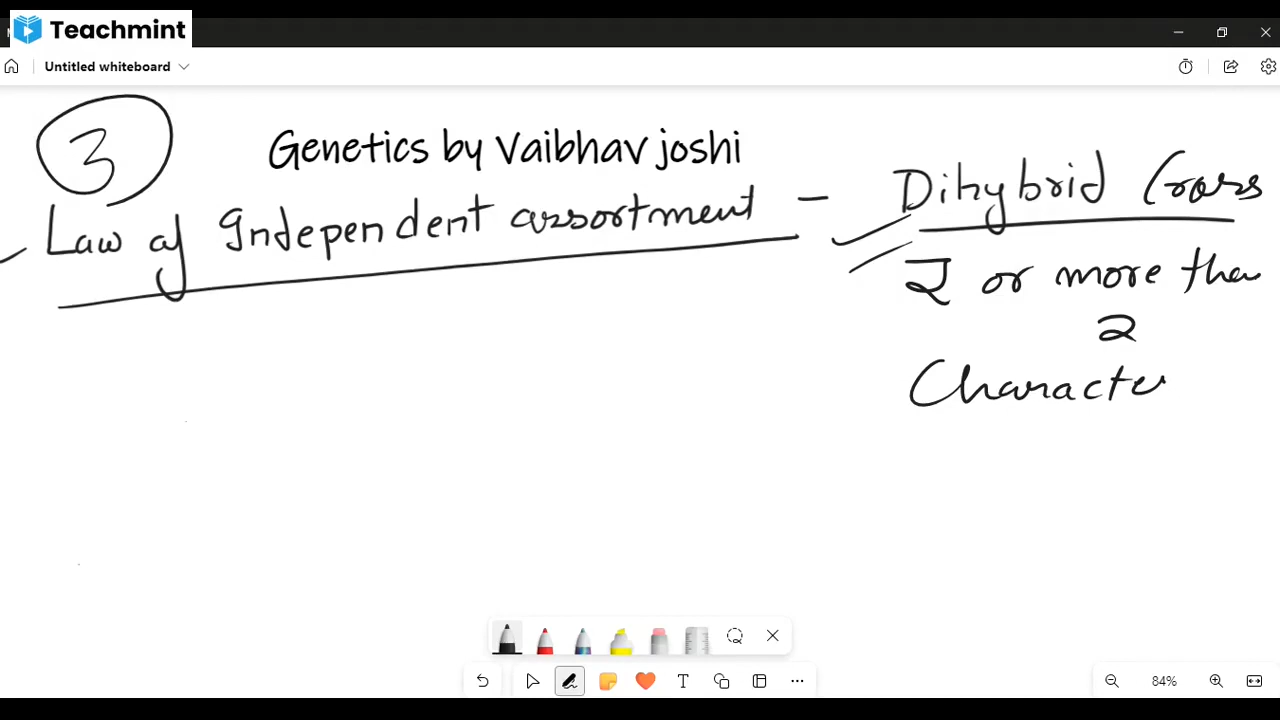 Teachmint
Untitled whiteboard
3
Genetics by Vaibhav joshi
Law of Independent assortment - Dihybrid Cross
2 or more than
2
Character
84%